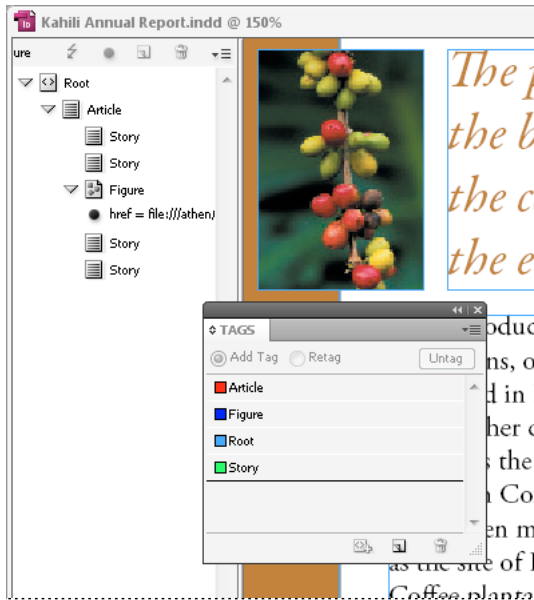 Kahili Annual Report.indd @ 150%
ure
Root
Article
Story
Story
Figure
href = file:///athen/
Story
Story
The p
the b
the c
the e
TAGS
Add Tag
Retag
Untag
Article
Figure
Root
Story
oduc
ns, o
d in
her c
s the
n Co
en m
as the site of
Coffee planta